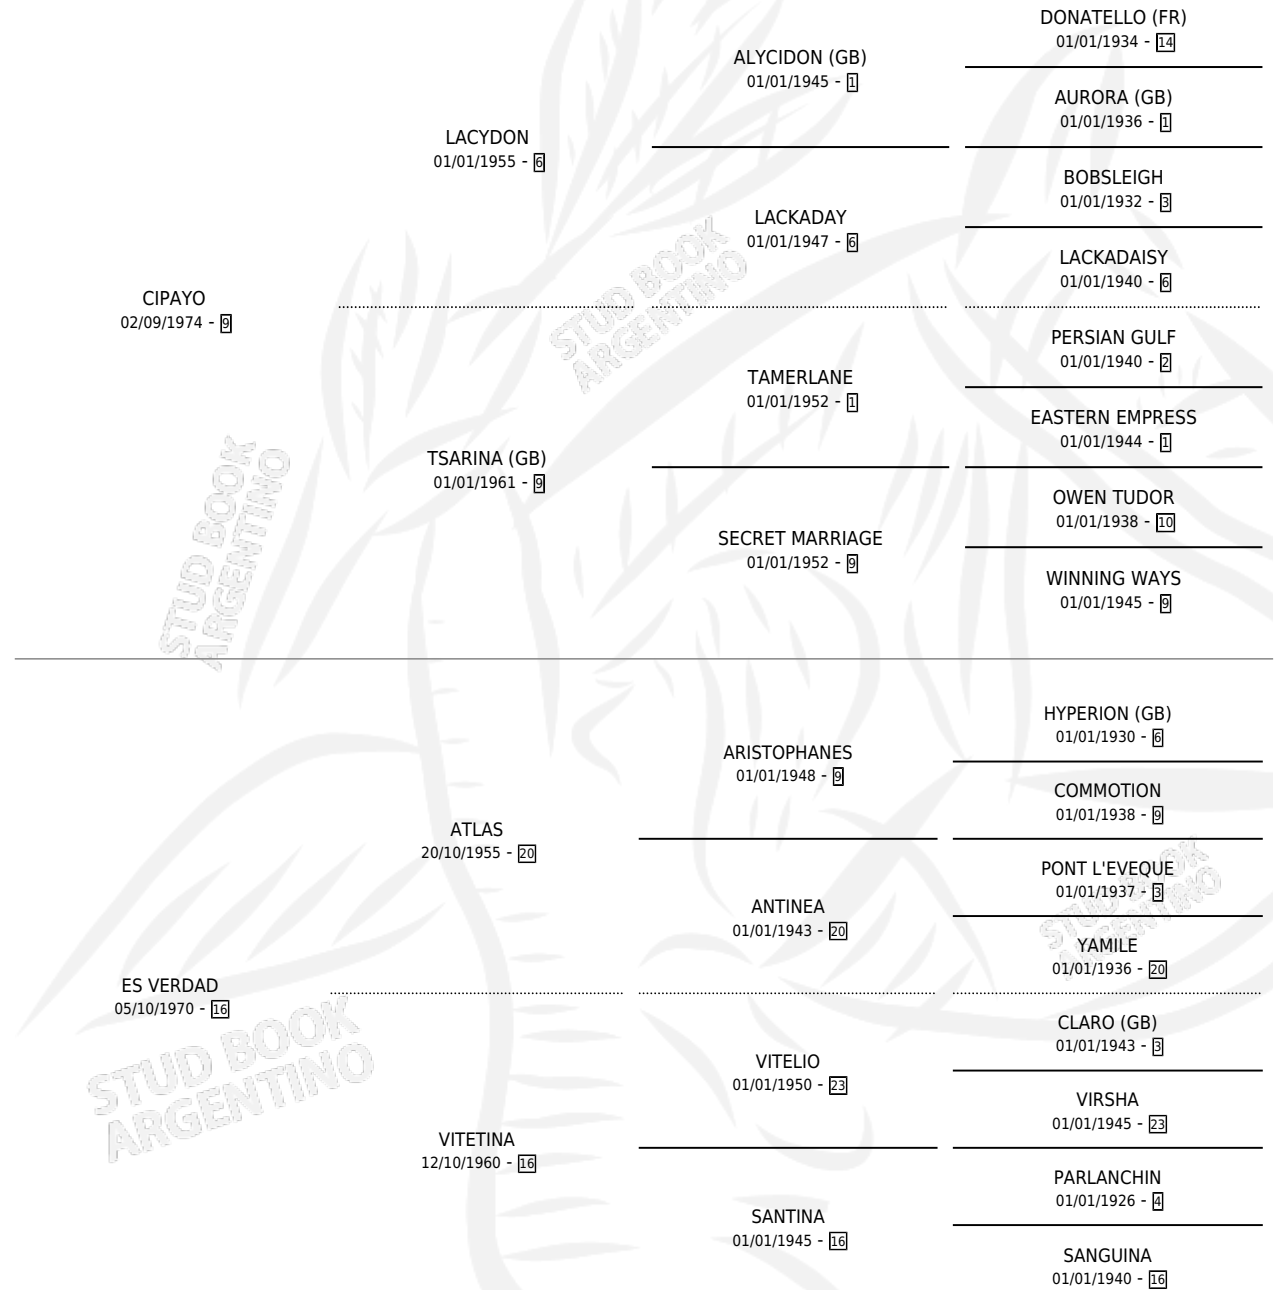 DONATELLO (FR)
01/01/1934 - 14
ALYCIDON (GB)
01/01/1945 - 1
AURORA (GB)
01/01/1936 - 1
LACYDON
01/01/1955 - 6
BOBSLEIGH
01/01/1932 - 3
LACKADAY
01/01/1947 - 6
LACKADAISY
01/01/1940 - 6
CIPAYO
02/09/1974 - 9
STUD BOOK
ARGENTINO
PERSIAN GULF
01/01/1940 - 2
TAMERLANE
01/01/1952 - 1
EASTERN EMPRESS
01/01/1944 - 1
TSARINA (GB)
01/01/1961 - 9
OWEN TUDOR
01/01/1938 - 10
SECRET MARRIAGE
01/01/1952 - 9
WINNING WAYS
01/01/1945 - 9
STUD BOOK
ARGENTINO
HYPERION (GB)
01/01/1930 - 6
ARISTOPHANES
01/01/1948 - 9
COMMOTION
01/01/1938 - 9
ATLAS
20/10/1955 - 20
PONT L'EVEQUE
01/01/1937 - 3
ANTINEA
01/01/1943 - 20
YAMILE
01/01/1936 - 20
STUD BOOK
ARGENTINO
ES VERDAD
05/10/1970 - 16
CLARO (GB)
01/01/1943 - 3
VITELIO
01/01/1950 - 23
VIRSHA
01/01/1945 - 23
STUD BOOK
ARGENTINO
VITETINA
12/10/1960 - 16
PARLANCHIN
01/01/1926 - 4
SANTINA
01/01/1945 - 16
SANGUINA
01/01/1940 - 16